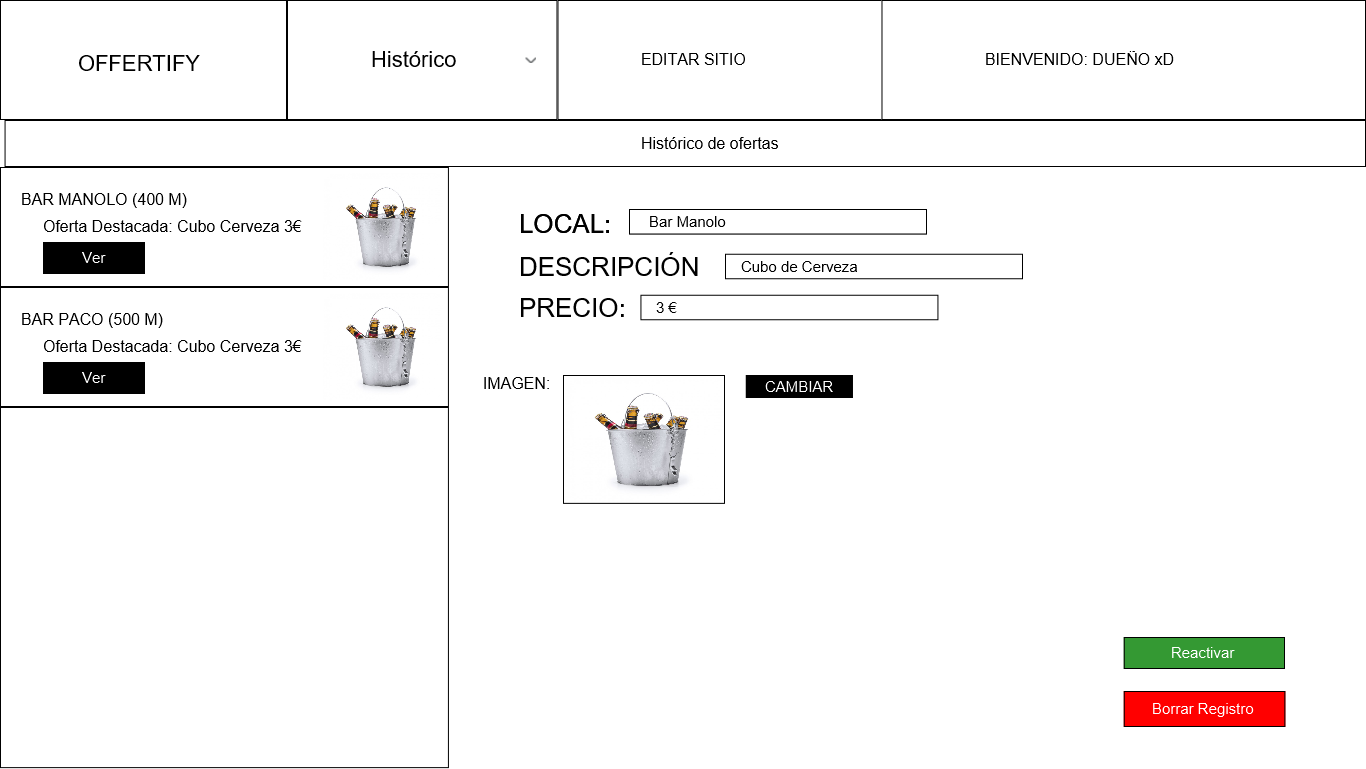 OFFERTIFY
Histórico
EDITAR SITIO
BIENVENIDO: DUEÑO xD
Histórico de ofertas
BAR MANOLO (400 M)
Oferta Destacada: Cubo Cerveza 3€
Ver
BAR PACO (500 M)
Oferta Destacada: Cubo Cerveza 3€
Ver
LOCAL: Bar Manolo
DESCRIPCIÓN Cubo de Cerveza
PRECIO: 3 €
IMAGEN:
CAMBIAR
Reactivar
Borrar Registro